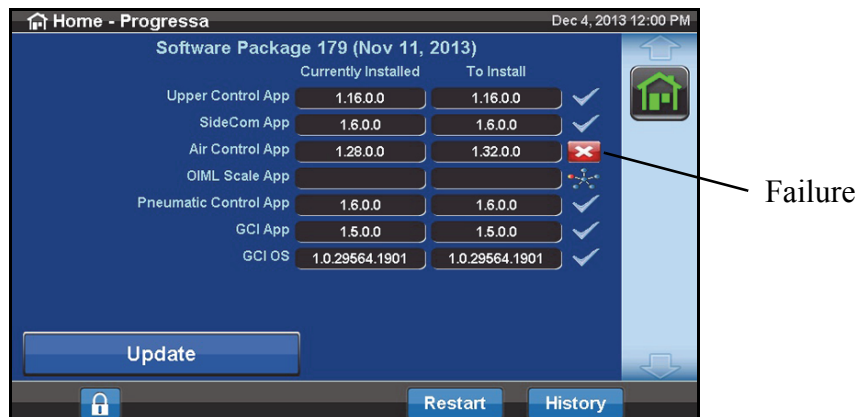 Home - Progressa Dec 4, 2013 12:00 PM
Software Package 179 (Nov 11, 2013)
Currently Installed To Install
Upper Control App 1.16.0.0 1.16.0.0
SideCom App 1.6.0.0 1.6.0.0
Air Control App 1.28.0.0 1.32.0.0
OIML Scale App
Failure
Pneumatic Control App 1.6.0.0 1.6.0.0
GCI App 1.5.0.0 1.5.0.0
GCI OS 1.0.29564.1901 1.0.29564.1901
Update
Restart History